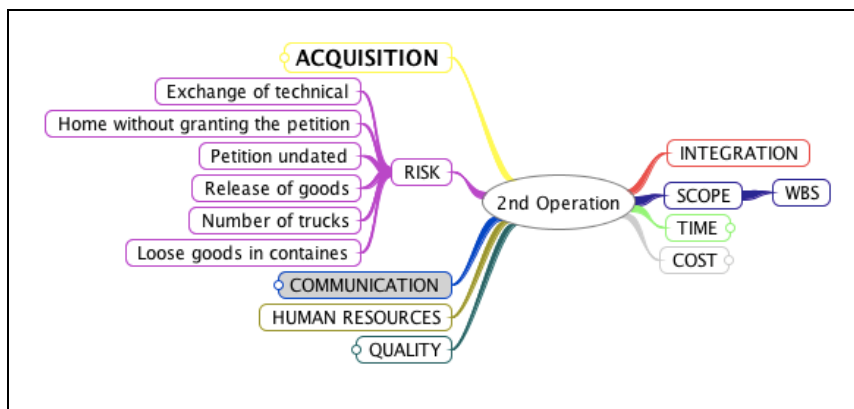 ACQUISITION
Exchange of technical
Home without granting the petition
Petition undated
Release of goods
Number of trucks
Loose goods in containes
RISK
COMMUNICATION
HUMAN RESOURCES
QUALITY
2nd Operation
INTEGRATION
SCOPE
WBS
TIME
COST